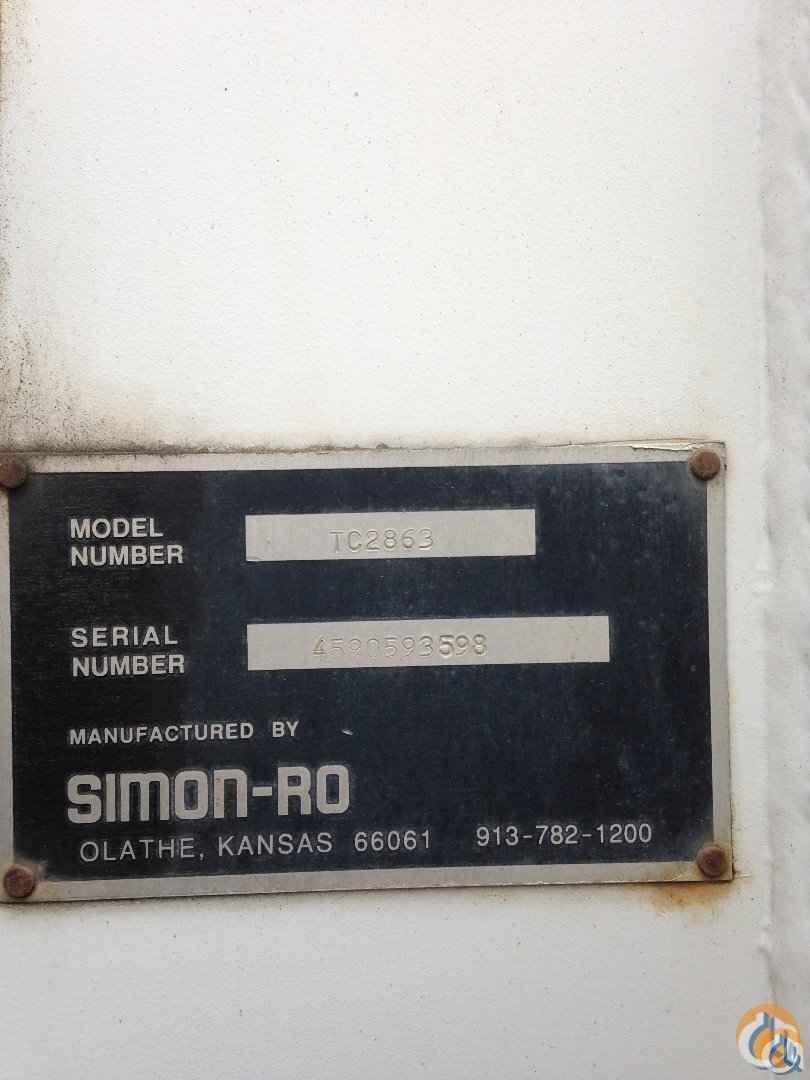 MODEL
NUMBER
TC2863
SERIAL
NUMBER
4590593598
MANUFACTURED BY
SIMON-RO
OLATHE, KANSAS 66061 913-782-1200